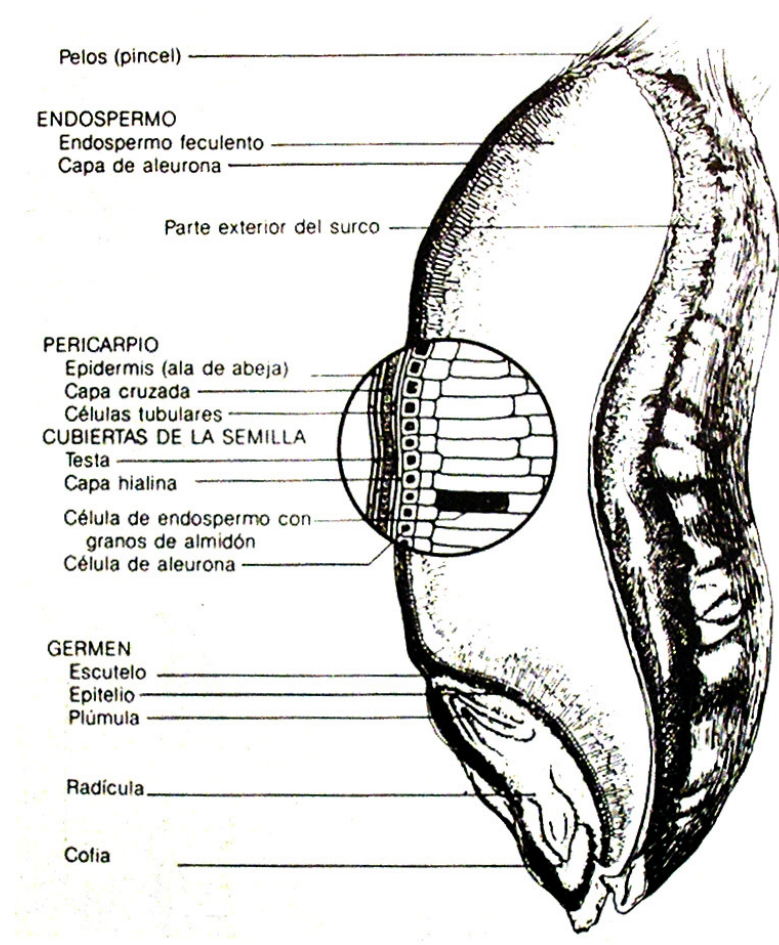 Pelos (pincel)
ENDOSPERMO
Endospermo feculento
Capa de aleurona
Parte exterior del surco
PERICARPIO
Epidermis (ala de abeja)
Capa cruzada
Células tubulares
CUBIERTAS DE LA SEMILLA
Testa
Capa hialina
Célula de endospermo con
granos de almidón
Célula de aleurona
GERMEN
Escutelo
Epitelio
Plúmula
Radícula
Cofia